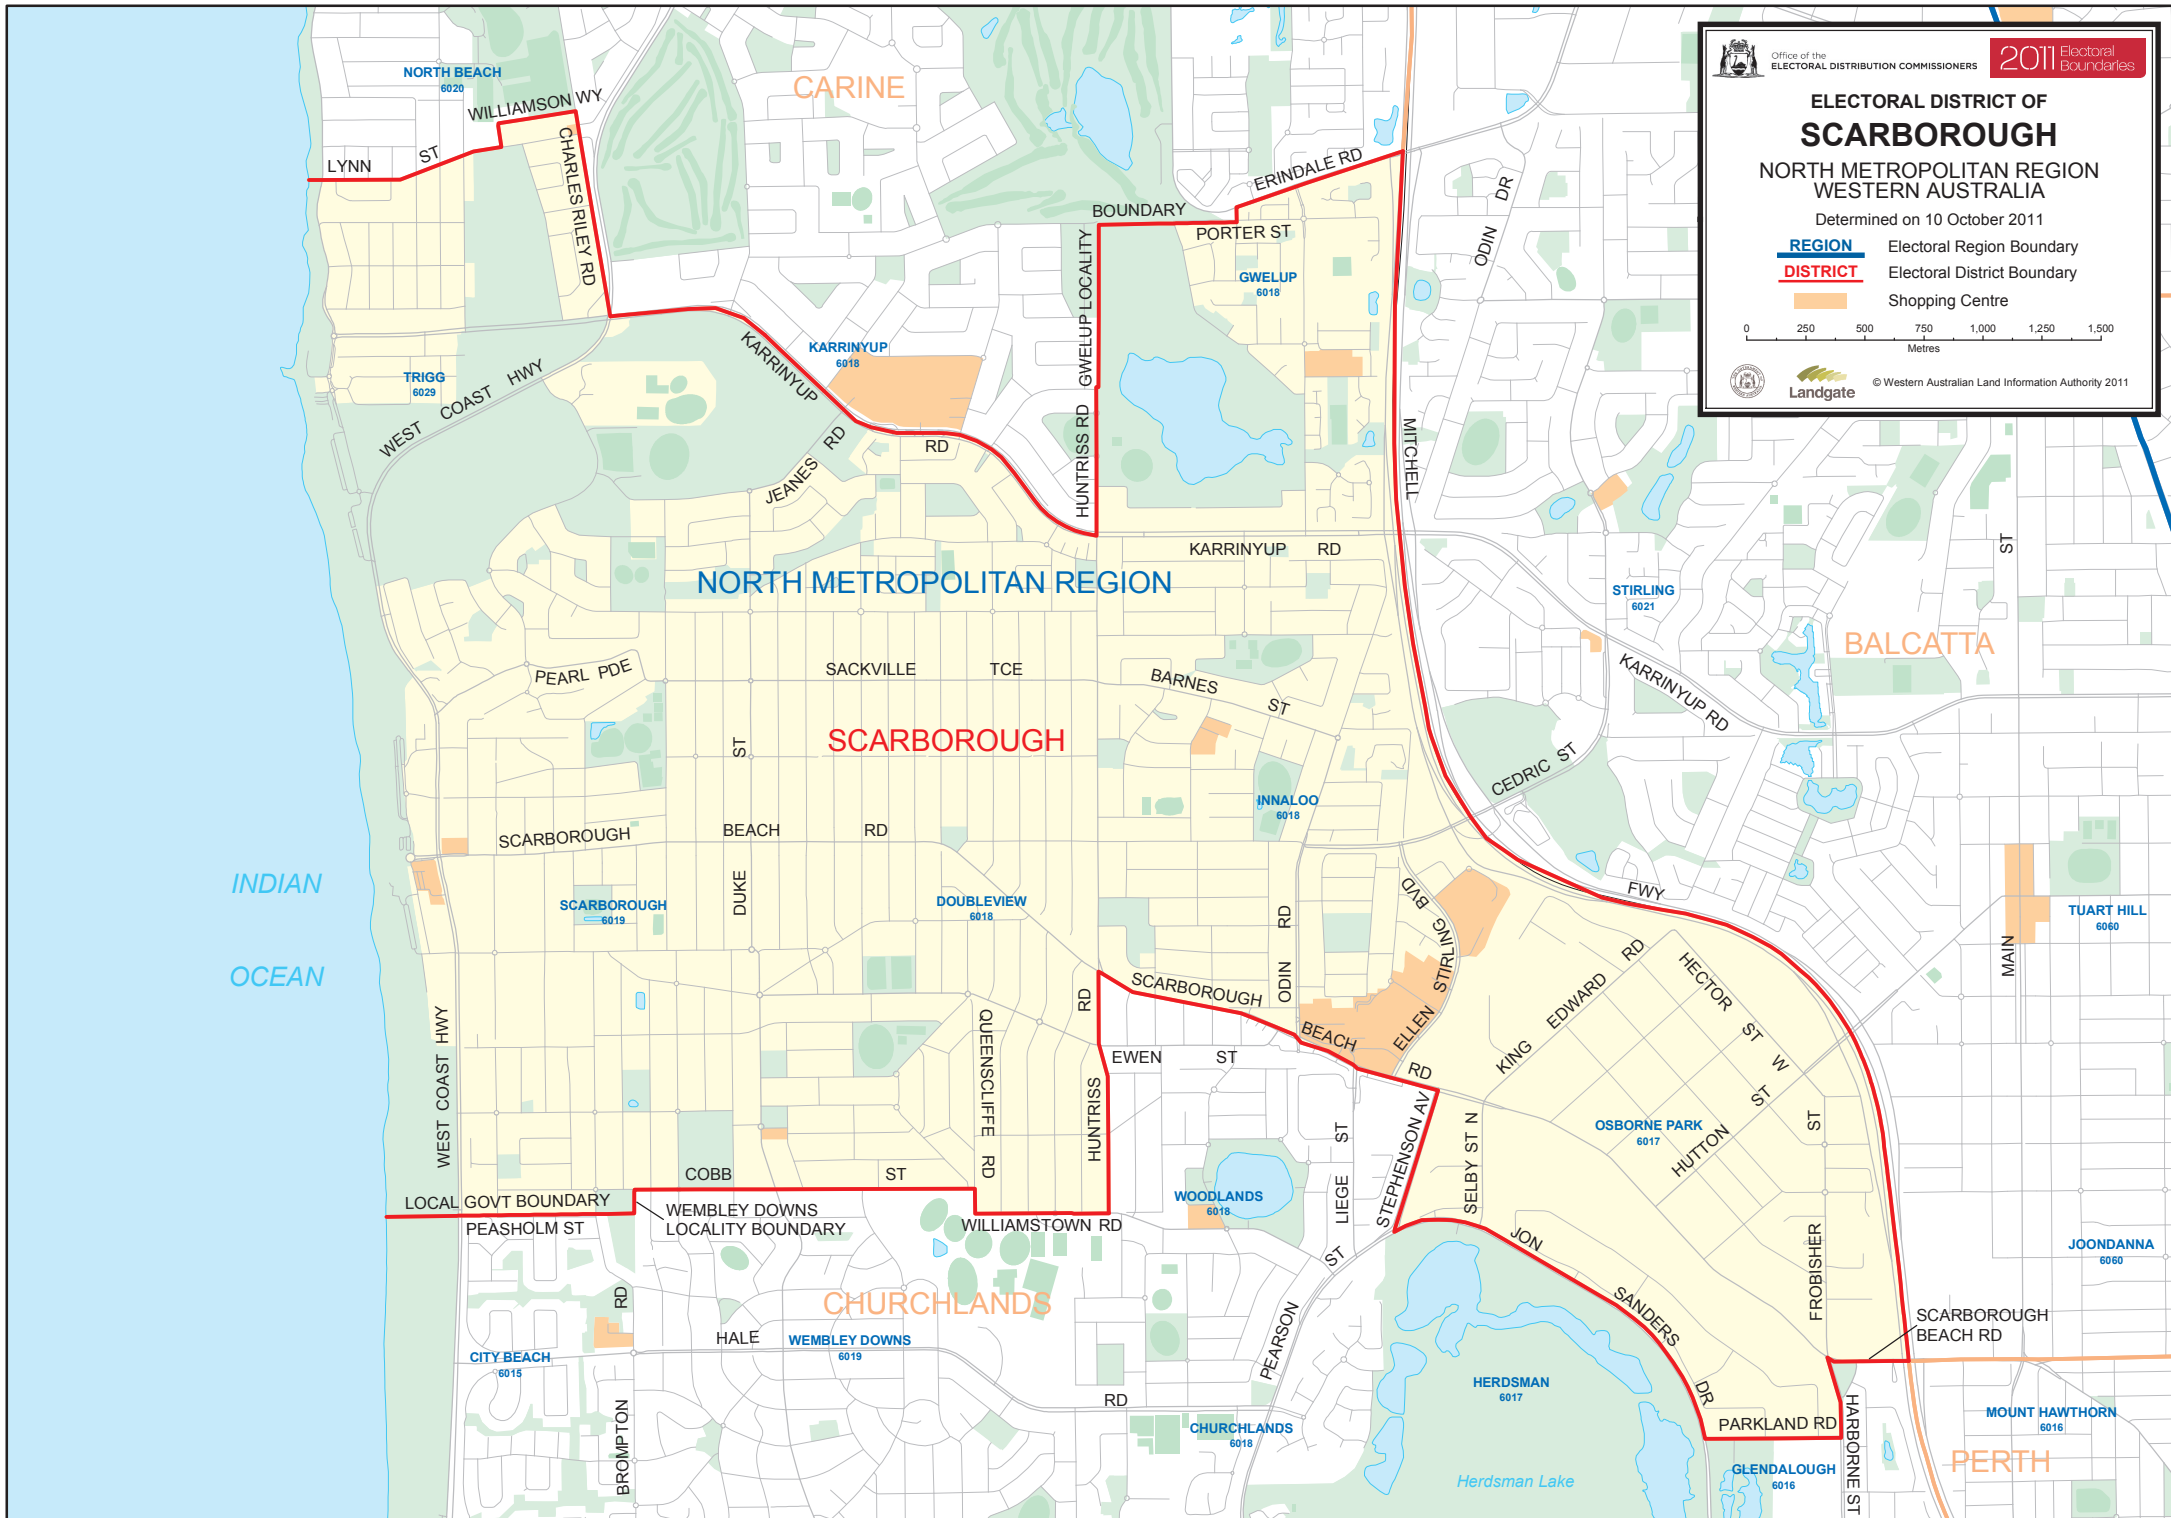 Office of the
ELECTORAL DISTRIBUTION COMMISSIONERS
2011 Electoral
Boundaries
ELECTORAL DISTRICT OF
SCARBOROUGH
NORTH METROPOLITAN REGION
WESTERN AUSTRALIA
Determined on 10 October 2011
REGION Electoral Region Boundary
DISTRICT Electoral District Boundary
Shopping Centre
0 250 500 750 1,000 1,250 1,500
Metres
Landgate
© Western Australian Land Information Authority 2011
NORTH BEACH
6020
CARINE
WILLIAMSON WY
LYNN ST
CHARLES RILEY RD
ERINDALE RD
BOUNDARY
PORTER ST
ODIN DR
GWELUP
6018
HUNTRISS RD GWELUP LOCALITY
KARRINYUP
6018
KARRINYUP RD
TRIGG
6029
WEST COAST HWY
JEANES RD
MITCHELL FWY
KARRINYUP RD
NORTH METROPOLITAN REGION
STIRLING
6021
ST
BALCATTA
KARRINYUP RD
PEARL PDE
SACKVILLE TCE
BARNES ST
SCARBOROUGH
CEDRIC ST
INNALOO
6018
SCARBOROUGH BEACH RD
DUKE ST
INDIAN
OCEAN
SCARBOROUGH
6019
DOUBLEVIEW
6018
ODIN RD
ELLEN STIRLING BVD
TUART HILL
6060
MAIN
KING EDWARD RD
HECTOR ST W
SCARBOROUGH BEACH RD
WEST COAST HWY
QUEENSCLIFFE RD
HUNTRISS RD
EWEN ST
LIEGE ST
STEPHENSON AV
SELBY ST N
OSBORNE PARK
6017
HUTTON ST
FROBISHER ST
COBB ST
LOCAL GOVT BOUNDARY
PEASHOLM ST
WEMBLEY DOWNS
LOCALITY BOUNDARY
WILLIAMSTOWN RD
WOODLANDS
6018
PEARSON ST
JON SANDERS DR
JOONDANNA
6060
CHURCHLANDS
SCARBOROUGH
BEACH RD
HALE RD
WEMBLEY DOWNS
6019
CITY BEACH
6015
BROMPTON RD
HERDSMAN
6017
CHURCHLANDS
6018
PARKLAND RD
HARBORNE ST
MOUNT HAWTHORN
6016
PERTH
GLENDALOUGH
6016
Herdsman Lake